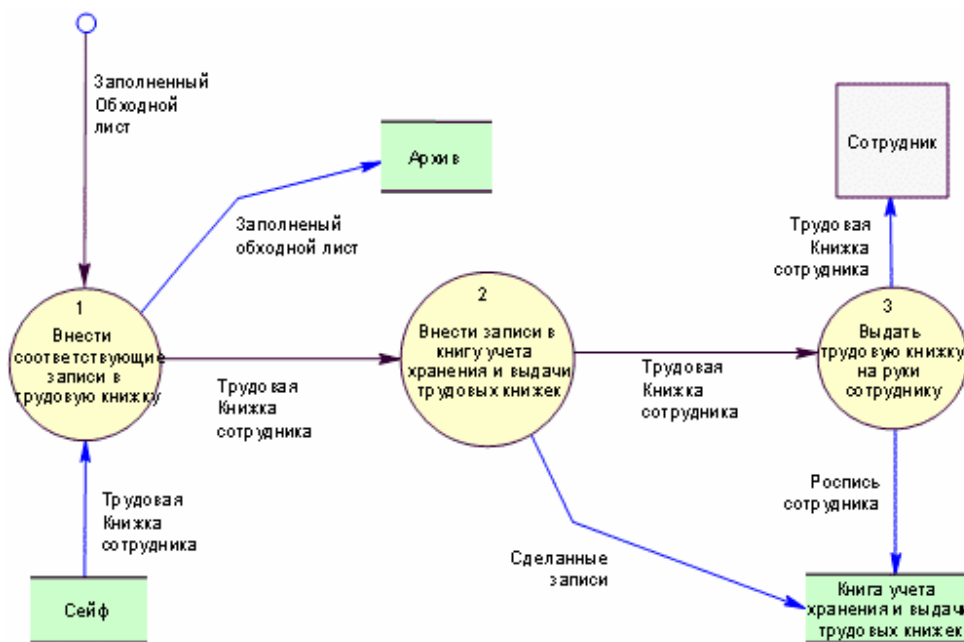 Заполненный
Обходной
лист
Архив
Сотрудник
Заполненый
обходной лист
Трудовая
Книжка
сотрудника
1
Внести
соответствующие
записи в
трудовую книжку
2
Внести записи в
книгу учета
хранения и выдачи
трудовых книжек
3
Выдать
трудовую книжку
на руки
сотруднику
Трудовая
Книжка
сотрудника
Трудовая
Книжка
сотрудника
Трудовая
Книжка
сотрудника
Роспись
сотрудника
Сделанные
записи
Сейф
Книга учета
хранения и выдачи
трудовых книжек